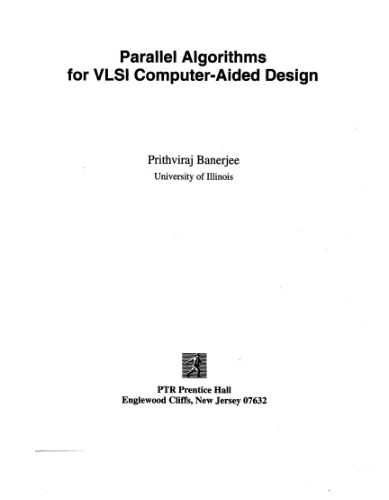 Parallel Algorithms
for VLSI Computer-Aided Design
Prithviraj Banerjee
University of Illinois
PTR Prentice Hall
Englewood Cliffs, New Jersey 07632